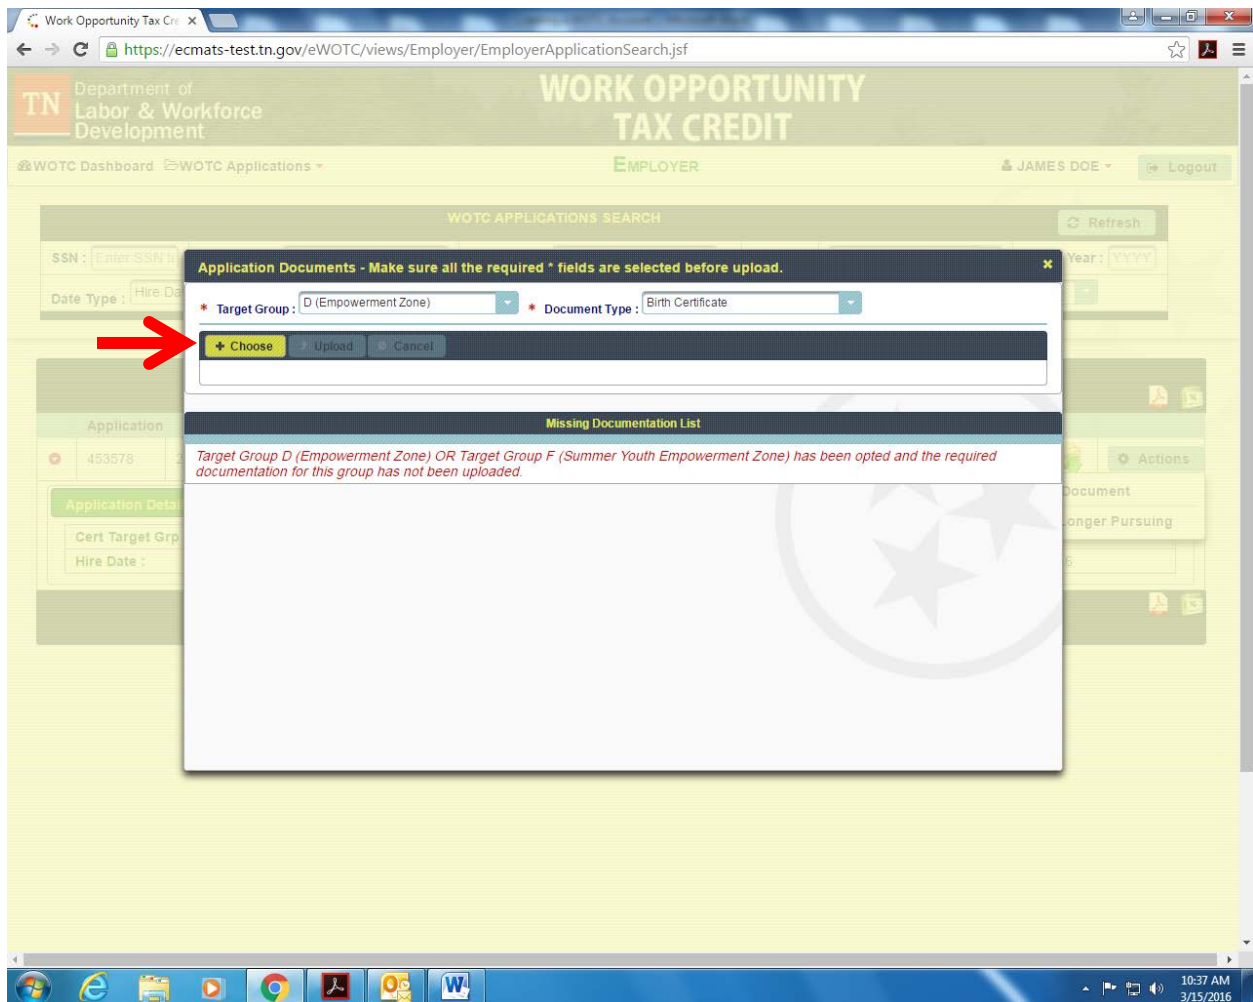 Work Opportunity Tax Cre
https://ecmats-test.tn.gov/eWOTC/views/Employer/EmployerApplicationSearch.jsf
TN
Department of
Labor & Workforce
Development
WORK OPPORTUNITY
TAX CREDIT
WOTC Dashboard WOTC Applications
EMPLOYER
JAMES DOE
Logout
WOTC APPLICATIONS SEARCH
Refresh
SSN : Enter SSN
Year : YYYY
Date Type : Hire Da
Application Documents - Make sure all the required * fields are selected before upload.
* Target Group : D (Empowerment Zone) * Document Type : Birth Certificate
+ Choose Upload Cancel
Missing Documentation List
Target Group D (Empowerment Zone) OR Target Group F (Summer Youth Empowerment Zone) has been opted and the required
documentation for this group has not been uploaded.
Application
453578
Actions
Document
onger Pursuing
Application Detai
Cert Target Grp
Hire Date :
10:37 AM
3/15/2016